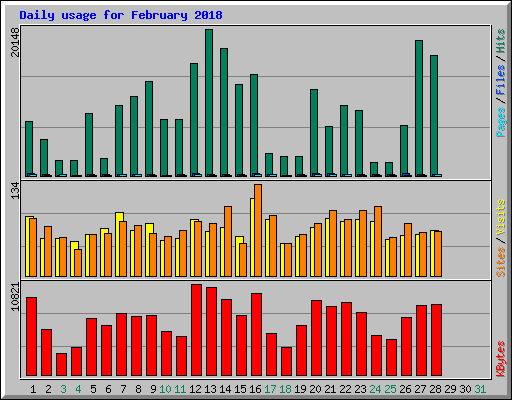 Daily usage for February 2018
20148
Pages / Files / Hits
134
Sites / Visits
10821
KBytes
1 2 3 4 5 6 7 8 9 10 11 12 13 14 15 16 17 18 19 20 21 22 23 24 25 26 27 28 29 30 31